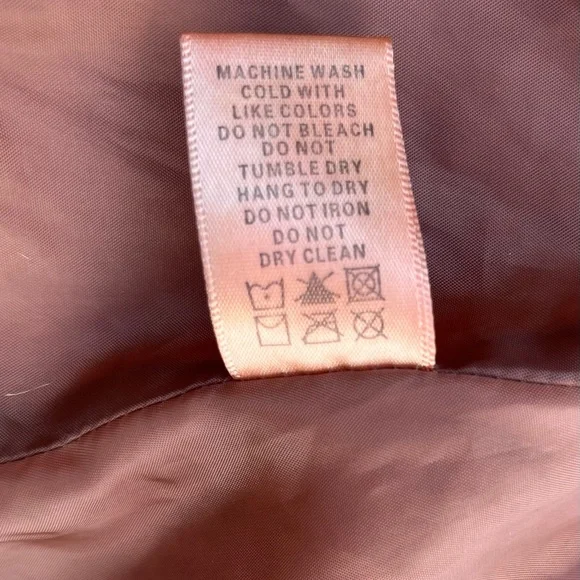 MACHINE WASH
COLD WITH
LIKE COLORS
DO NOT BLEACH
DO NOT
TUMBLE DRY
HANG TO DRY
DO NOT IRON
DO NOT
DRY CLEAN